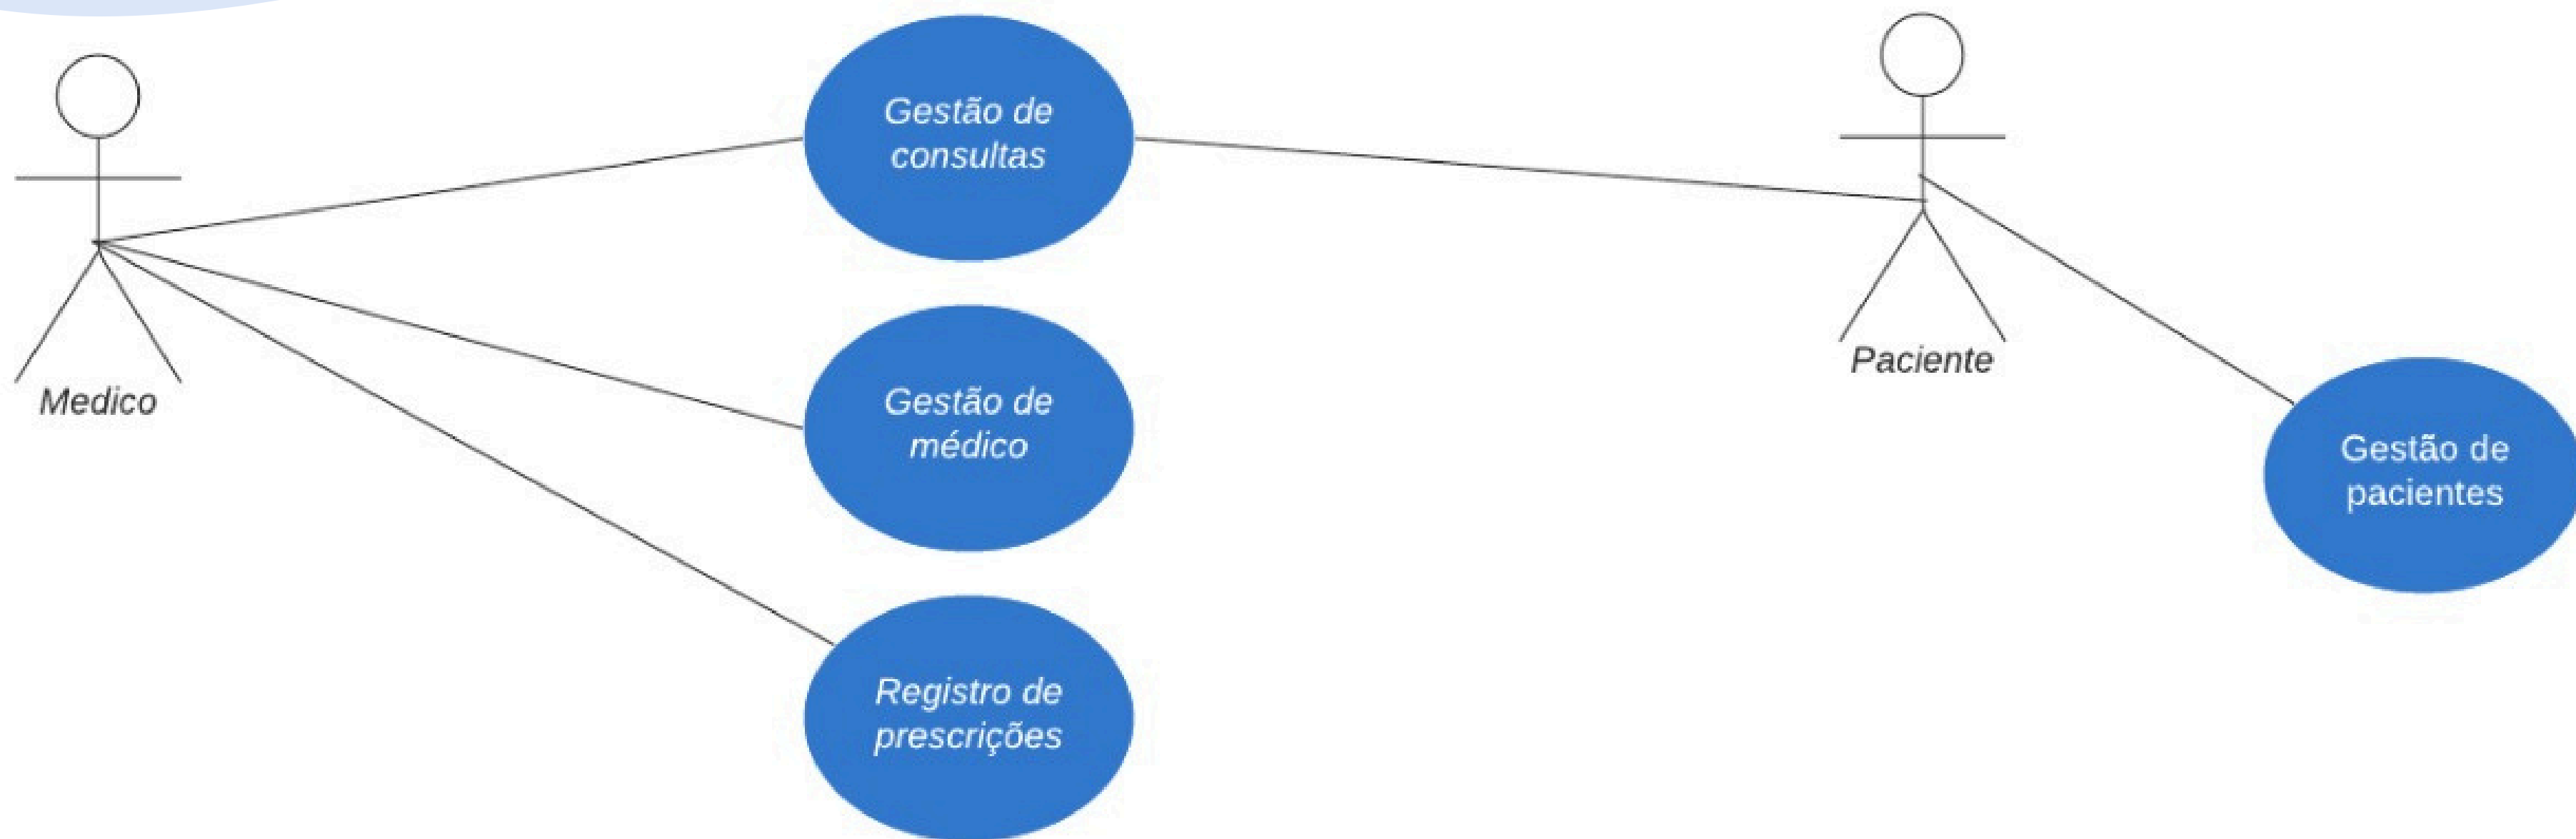 Gestão de
consultas
Medico
Paciente
Gestão de
médico
Gestão de
pacientes
Registro de
prescrições